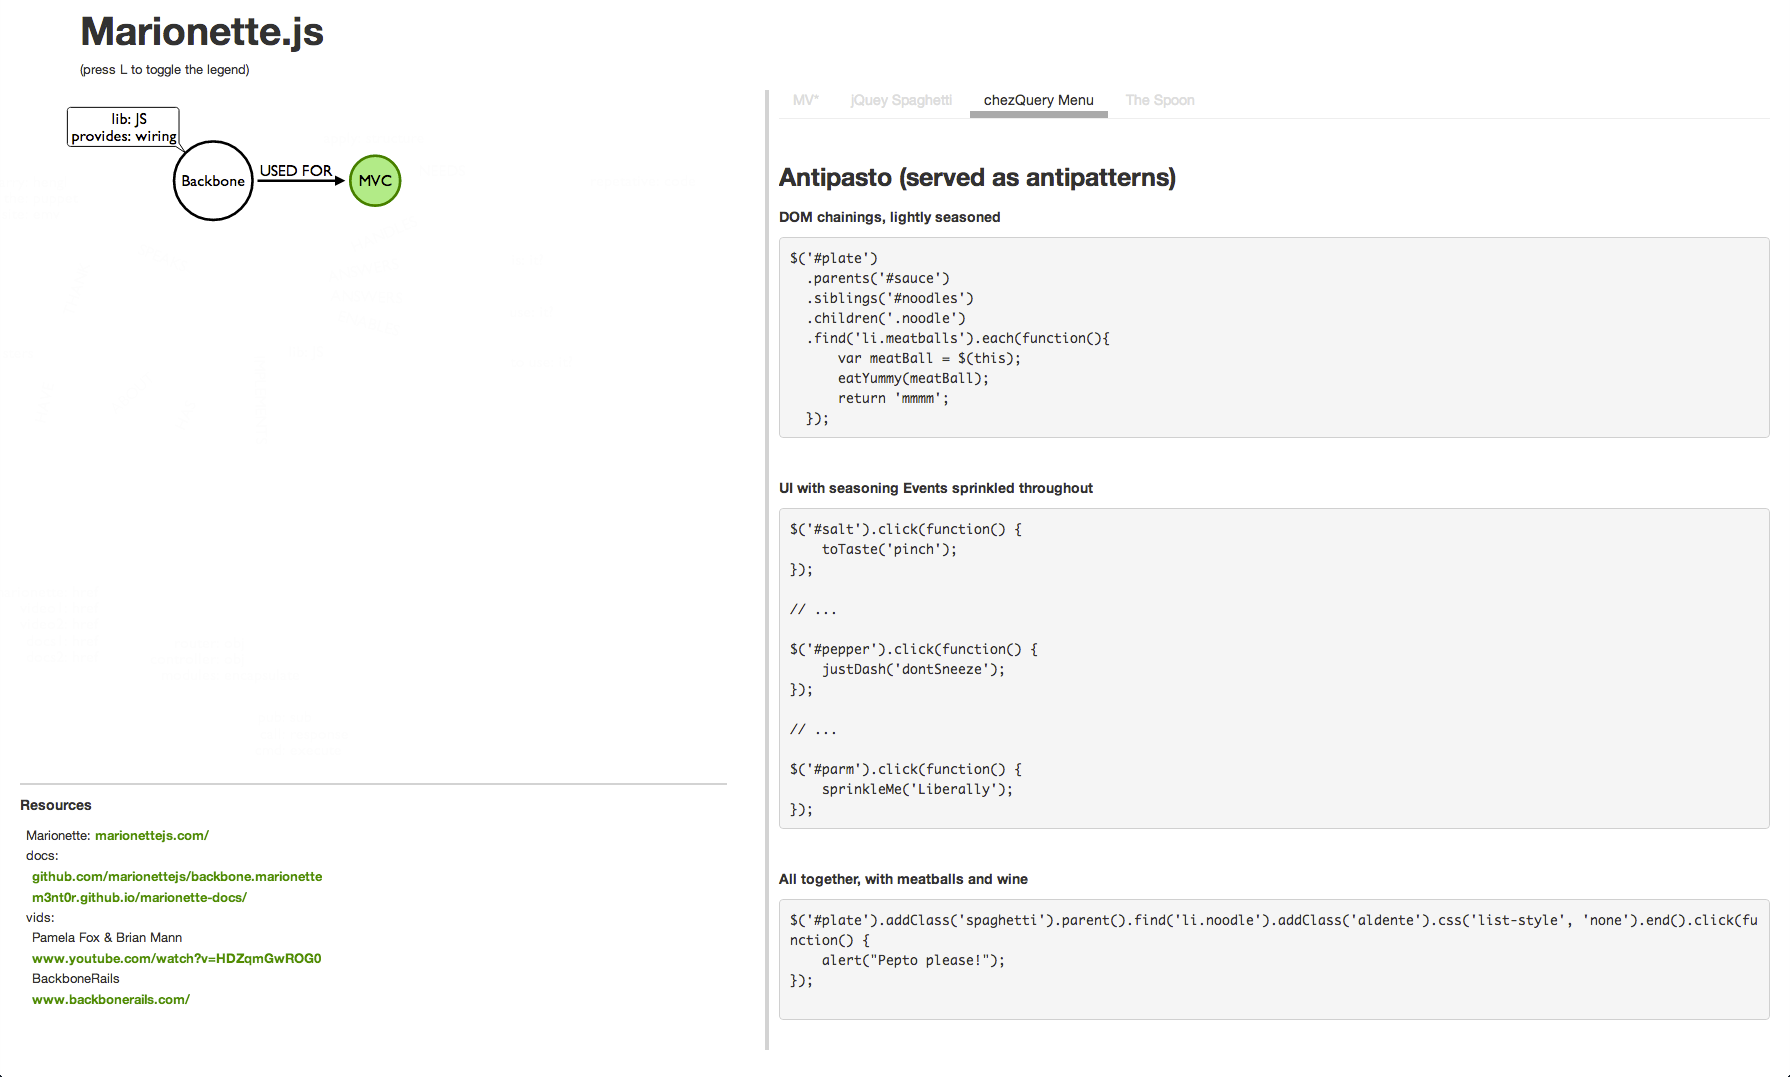 Marionette.js
(press L to toggle the legend)
lib: JS
provides: wiring
Backbone
USED FOR
MVC
Resources
Marionette: marionettejs.com/
docs:
github.com/marionettejs/backbone.marionette
m3nt0r.github.io/marionette-docs/
vids:
Pamela Fox & Brian Mann
www.youtube.com/watch?v=HDZqmGwROG0
BackboneRails
www.backbonerails.com/
MV* jQuey Spaghetti chezQuery Menu The Spoon
Antipasto (served as antipatterns)
DOM chainings, lightly seasoned
$('#plate')
  .parents('#sauce')
  .siblings('#noodles')
  .children('.noodle')
  .find('li.meatballs').each(function(){
      var meatBall = $(this);
      eatYummy(meatBall);
      return 'mmmm';
  });
UI with seasoning Events sprinkled throughout
$('#salt').click(function() {
    toTaste('pinch');
});
// ...
$('#pepper').click(function() {
    justDash('dontSneeze');
});
// ...
$('#parm').click(function() {
    sprinkleMe('Liberally');
});
All together, with meatballs and wine
$('#plate').addClass('spaghetti').parent().find('li.noodle').addClass('aldente').css('list-style', 'none').end().click(fu
nction() {
    alert("Pepto please!");
});